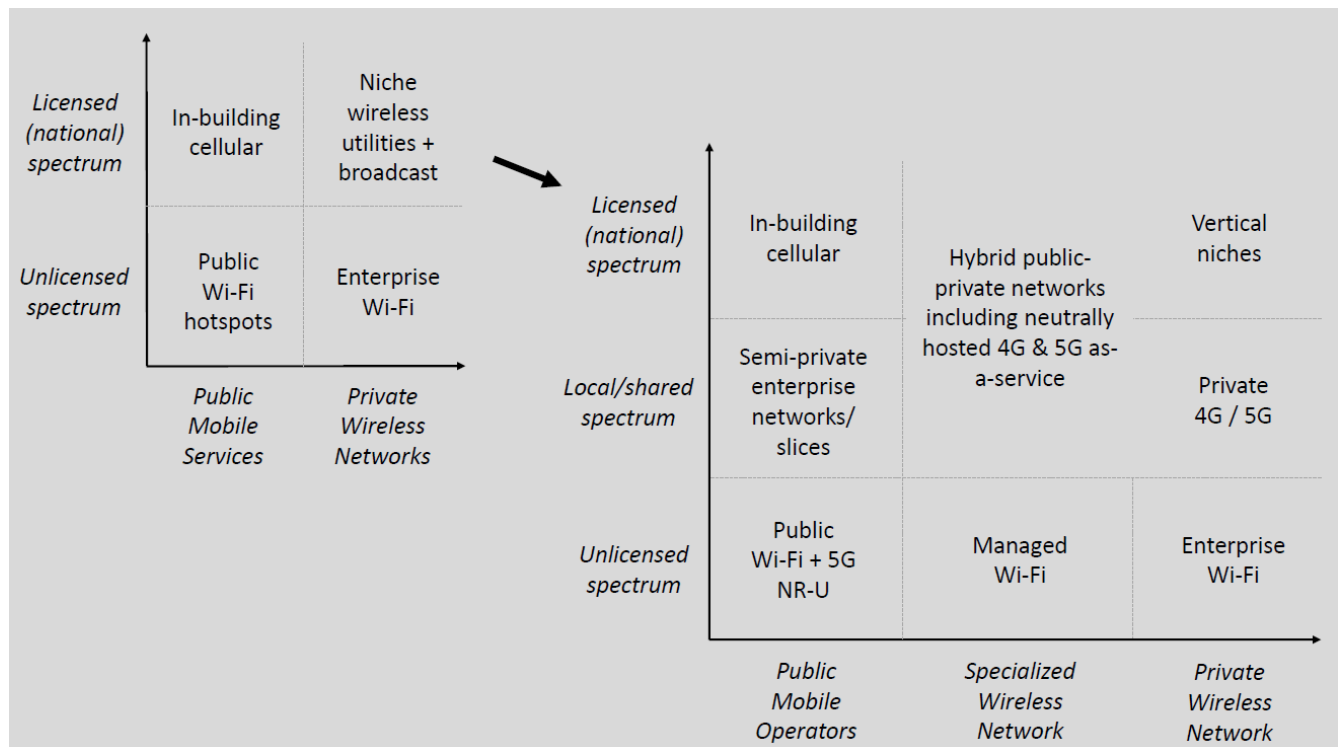 Licensed
(national)
spectrum
In-building
cellular
Niche
wireless
utilities +
broadcast
Unlicensed
spectrum
Public
Wi-Fi
hotspots
Enterprise
Wi-Fi
Public
Mobile
Services
Private
Wireless
Networks
Licensed
(national)
spectrum
In-building
cellular
Hybrid public-
private networks
including neutrally
hosted 4G & 5G as-
a-service
Vertical
niches
Local/shared
spectrum
Semi-private
enterprise
networks/
slices
Private
4G / 5G
Unlicensed
spectrum
Public
Wi-Fi + 5G
NR-U
Managed
Wi-Fi
Enterprise
Wi-Fi
Public
Mobile
Operators
Specialized
Wireless
Network
Private
Wireless
Network